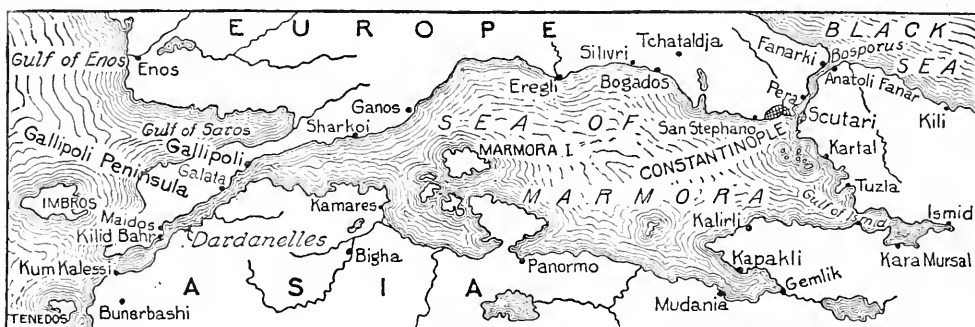 EUROPE
BLACK SEA
Gulf of Enos
Enos
Silivri
Tchataldja
Fanarki
Bosporus
Anatoli Fanar
Eregli
Bogados
Pera
Ganos
Kili
Gulf of Saros
Sharkoi
SEA OF MARMORA
San Stephano
Scutari
Gallipoli Peninsula
Gallipoli
MARMORA I.
CONSTANTINOPLE
Kartal
Galata
Tuzla
IMBROS
Kamares
Gulf of Ismid
Ismid
Maidos
Kilid Bahr
Kalirli
Dardanelles
Kara Mursal
Kum Kalessi
Bigha
Panormo
Kapakli
Gemlik
ASIA
Mudania
TENEDOS
Bunarbashi